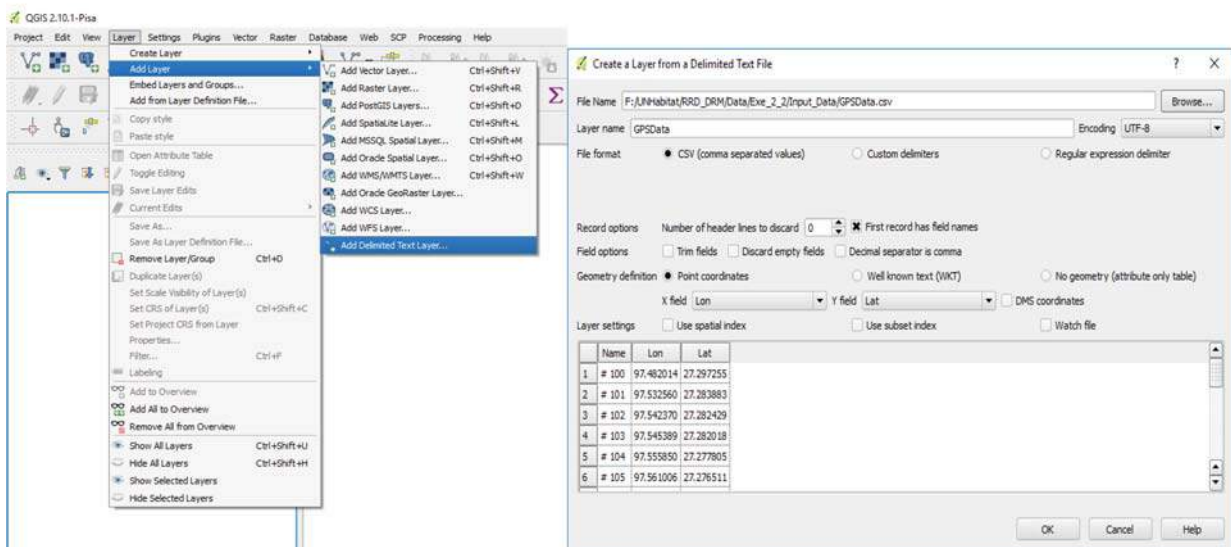 QGIS 2.10.1-Pisa
Project Edit View Layer Settings Plugins Vector Raster Database Web SCP Processing Help
Create Layer
Add Layer
Embed Layers and Groups...
Add from Layer Definition File...
Copy style
Paste style
Open Attribute Table
Toggle Editing
Save Layer Edits
Current Edits
Save As...
Save As Layer Definition File...
Remove Layer/Group Ctrl+D
Duplicate Layer(s)
Set Scale Visibility of Layer(s)
Set CRS of Layer(s) Ctrl+Shift+C
Set Project CRS from Layer
Properties...
Filter... Ctrl+F
Labeling
Add to Overview
Add All to Overview
Remove All from Overview
Show All Layers Ctrl+Shift+U
Hide All Layers Ctrl+Shift+H
Show Selected Layers
Hide Selected Layers
Add Vector Layer... Ctrl+Shift+V
Add Raster Layer... Ctrl+Shift+R
Add PostGIS Layers... Ctrl+Shift+D
Add SpatiaLite Layer... Ctrl+Shift+L
Add MSSQL Spatial Layer... Ctrl+Shift+M
Add Oracle Spatial Layer... Ctrl+Shift+O
Add WMS/WMTS Layer... Ctrl+Shift+W
Add Oracle GeoRaster Layer...
Add WCS Layer...
Add WFS Layer...
Add Delimited Text Layer...
Σ
Create a Layer from a Delimited Text File ? X
File Name F:/UNHabitat/RRD_DRM/Data/Exe_2_2/Input_Data/GPSData.csv Browse...
Layer name GPSData Encoding UTF-8
File format CSV (comma separated values) Custom delimiters Regular expression delimiter
Record options Number of header lines to discard 0 First record has field names
Field options Trim fields Discard empty fields Decimal separator is comma
Geometry definition Point coordinates Well known text (WKT) No geometry (attribute only table)
X field Lon Y field Lat DMS coordinates
Layer settings Use spatial index Use subset index Watch file
Name Lon Lat
1 # 100 97.482014 27.297255
2 # 101 97.532560 27.283883
3 # 102 97.542370 27.282429
4 # 103 97.545389 27.282018
5 # 104 97.555850 27.277805
6 # 105 97.561006 27.276511
OK Cancel Help